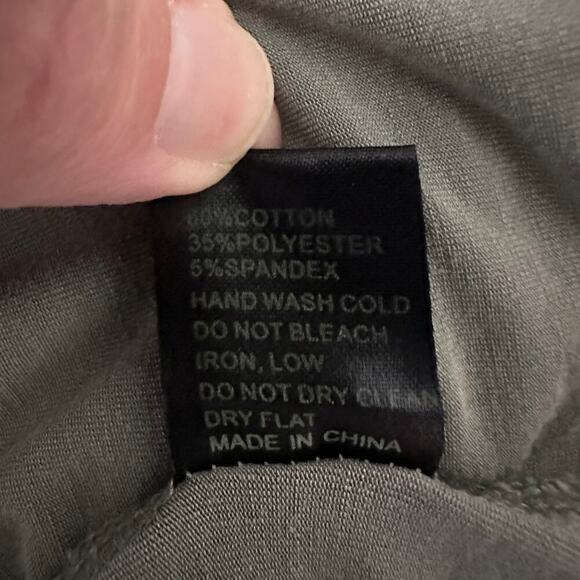 60%COTTON
35%POLYESTER
5%SPANDEX
HAND WASH COLD
DO NOT BLEACH
IRON, LOW
DO NOT DRY CLEAN
DRY FLAT
MADE IN CHINA